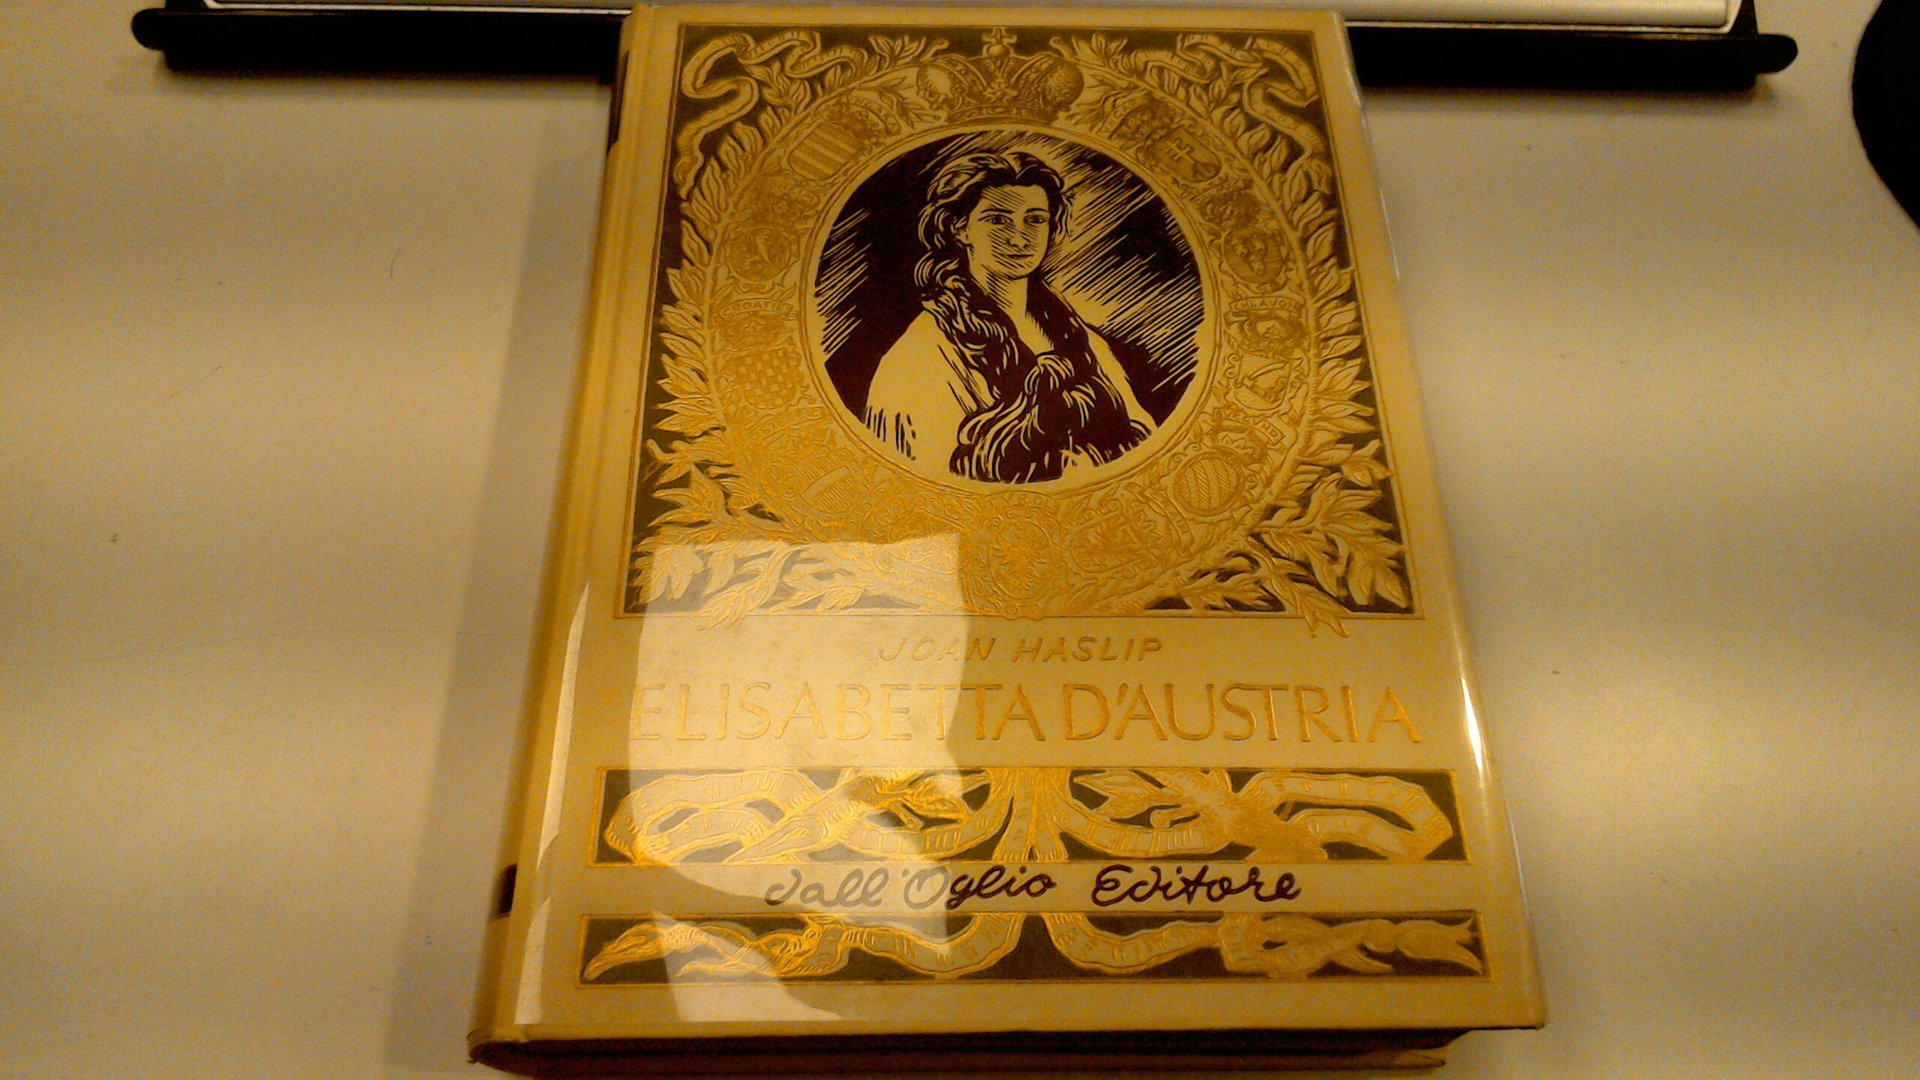 JOAN HASLIP
ELISABETTA D'AUSTRIA
dall'Oglio Editore